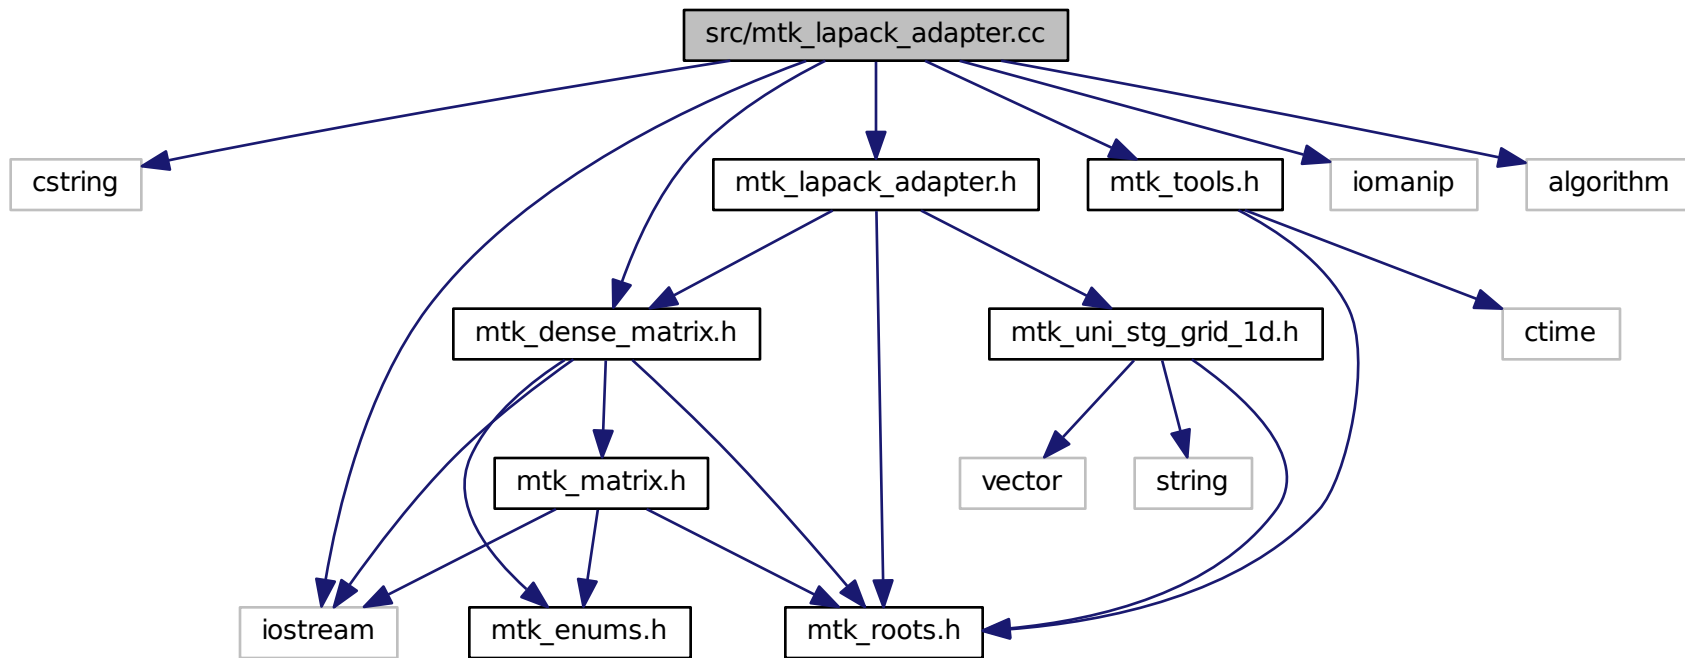 src/mtk_lapack_adapter.cc
cstring
mtk_lapack_adapter.h
mtk_tools.h
iomanip
algorithm
mtk_dense_matrix.h
mtk_uni_stg_grid_1d.h
ctime
mtk_matrix.h
vector
string
iostream
mtk_enums.h
mtk_roots.h